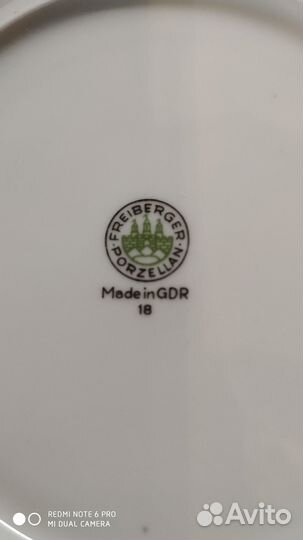 FREIBERGER
PORZELLAN
Made in GDR
18
REDMI NOTE 6 PRO
MI DUAL CAMERA
Avito